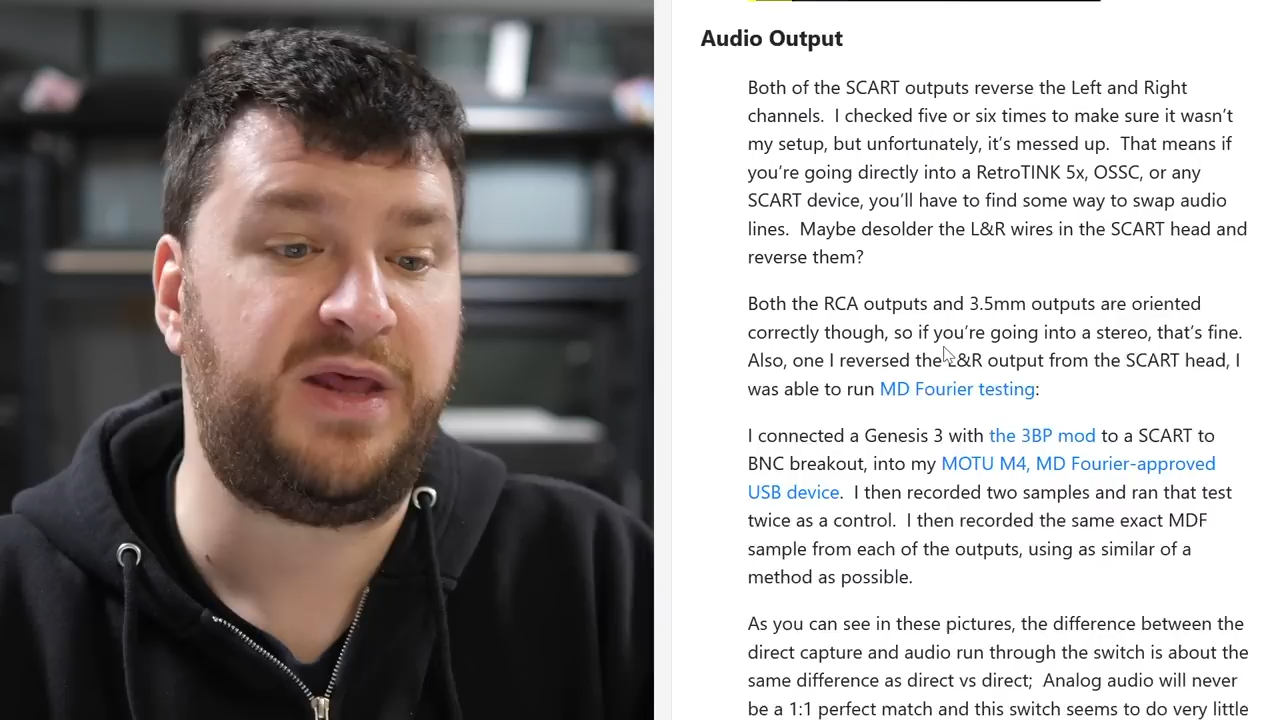 Audio Output
Both of the SCART outputs reverse the Left and Right
channels.  I checked five or six times to make sure it wasn’t
my setup, but unfortunately, it’s messed up.  That means if
you’re going directly into a RetroTINK 5x, OSSC, or any
SCART device, you’ll have to find some way to swap audio
lines.  Maybe desolder the L&R wires in the SCART head and
reverse them?
Both the RCA outputs and 3.5mm outputs are oriented
correctly though, so if you’re going into a stereo, that’s fine.
Also, one I reversed the L&R output from the SCART head, I
was able to run MD Fourier testing:
I connected a Genesis 3 with the 3BP mod to a SCART to
BNC breakout, into my MOTU M4, MD Fourier-approved
USB device.  I then recorded two samples and ran that test
twice as a control.  I then recorded the same exact MDF
sample from each of the outputs, using as similar of a
method as possible.
As you can see in these pictures, the difference between the
direct capture and audio run through the switch is about the
same difference as direct vs direct;  Analog audio will never
be a 1:1 perfect match and this switch seems to do very little